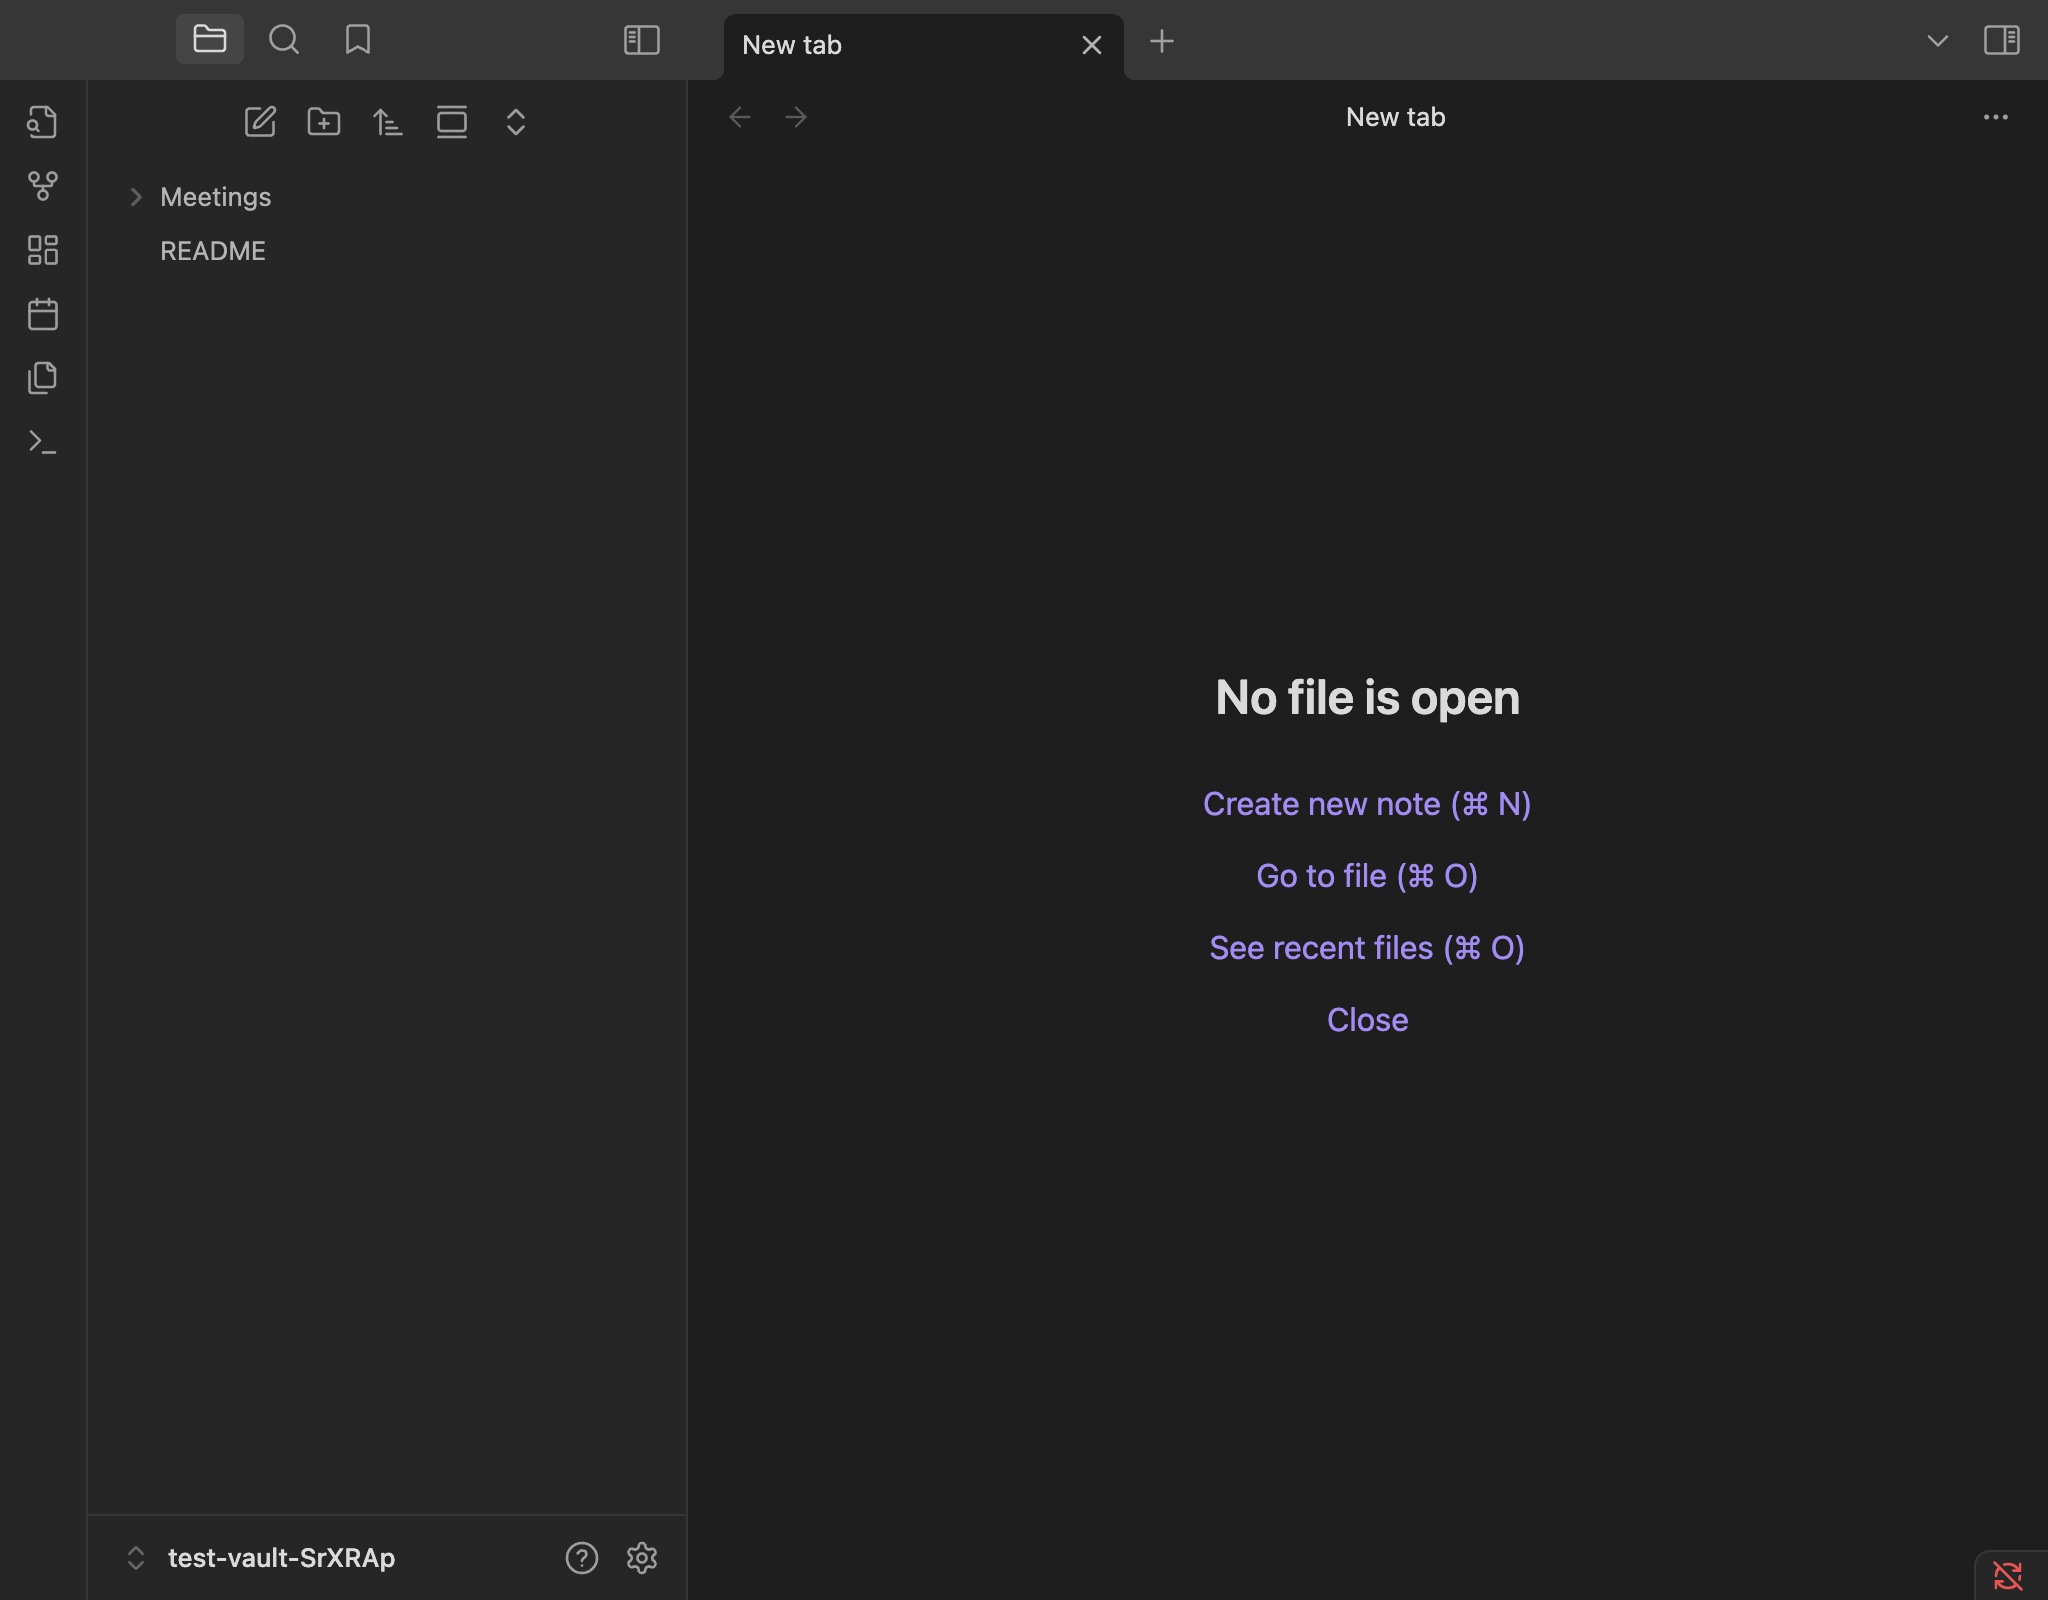 New tab
New tab
Meetings
README
No file is open
Create new note (⌘ N)
Go to file (⌘ O)
See recent files (⌘ O)
Close
test-vault-SrXRAp